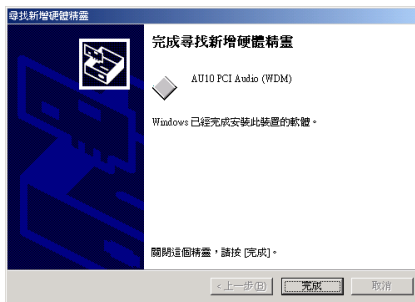 尋找新增硬體精靈
完成尋找新增硬體精靈
AU10 PCI Audio (WDM)
Windows 已經完成安裝此裝置的軟體。
關閉這個精靈，請按 [完成]。
<上一步(B) 完成 取消